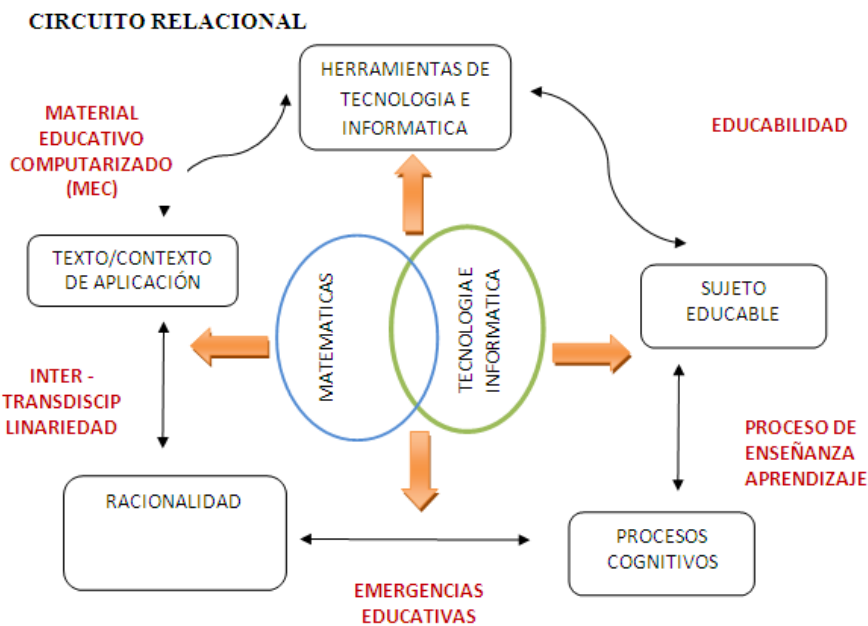 CIRCUITO RELACIONAL
HERRAMIENTAS DE
TECNOLOGIA E
INFORMATICA
MATERIAL
EDUCATIVO
COMPUTARIZADO
(MEC)
EDUCABILIDAD
TEXTO/CONTEXTO
DE APLICACIÓN
MATEMATICAS
TECNOLOGIA E
INFORMATICA
SUJETO
EDUCABLE
INTER -
TRANSDISCIP
LINARIEDAD
PROCESO DE
ENSEÑANZA
APRENDIZAJE
RACIONALIDAD
PROCESOS
COGNITIVOS
EMERGENCIAS
EDUCATIVAS